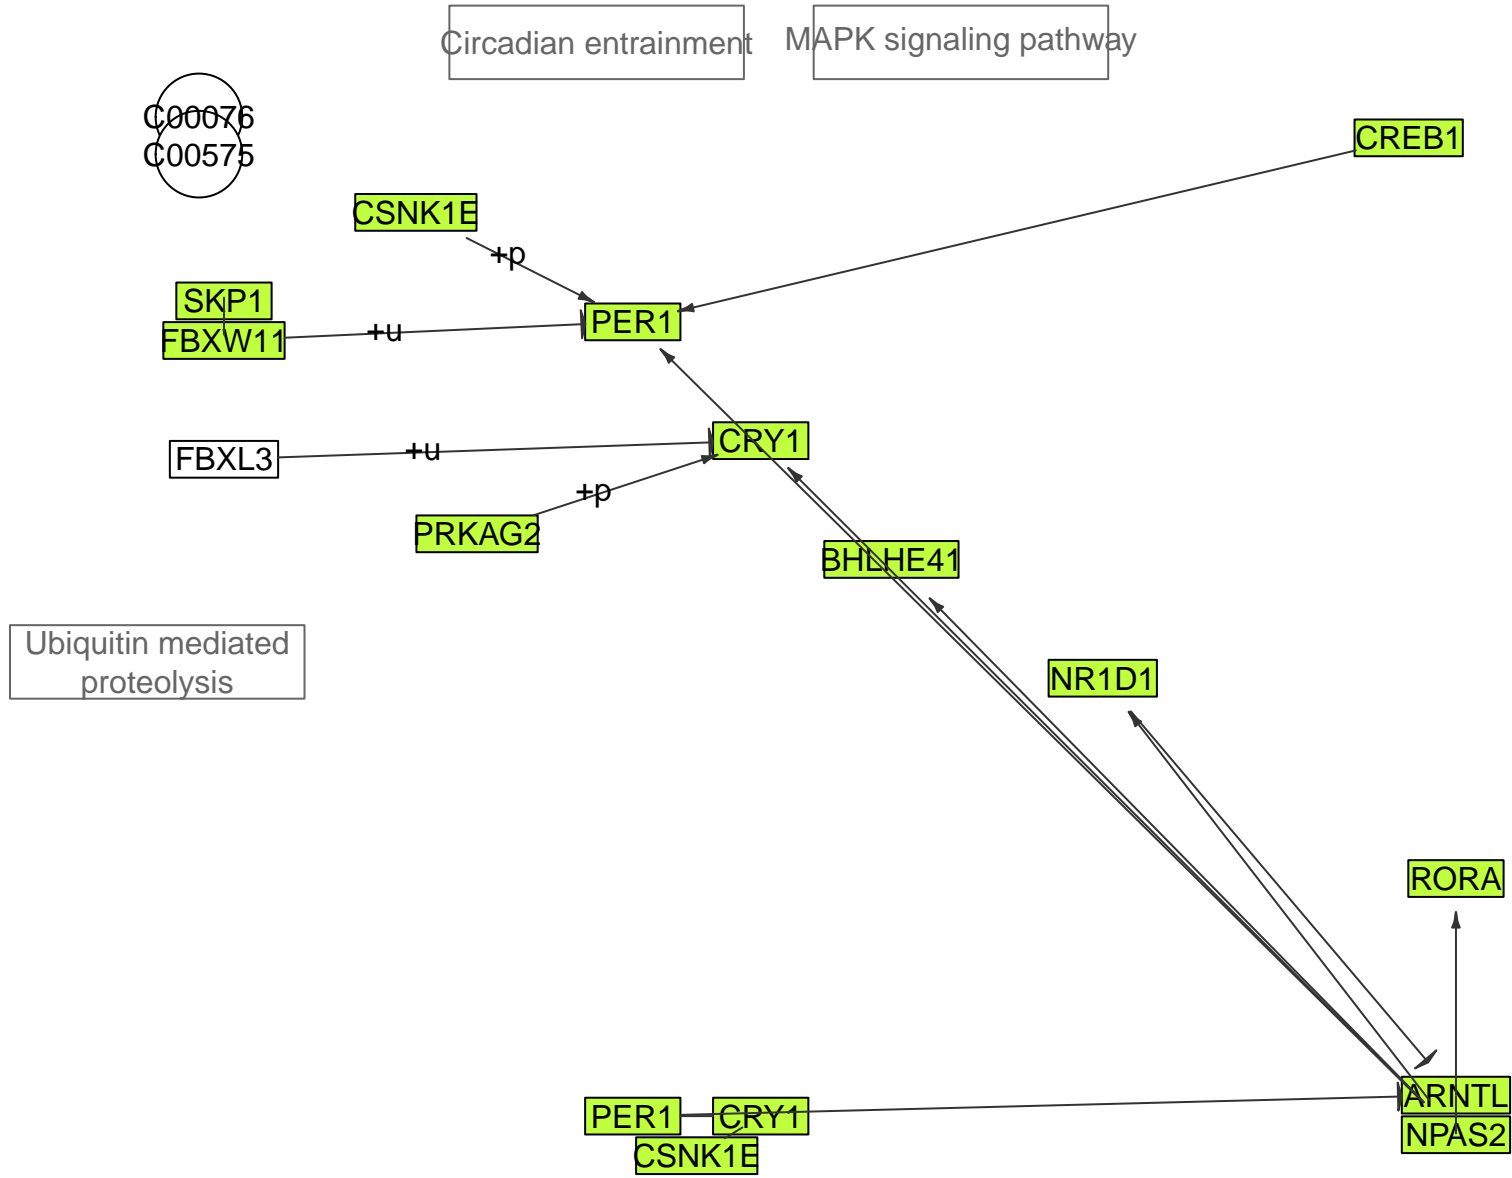 Circadian entrainment
MAPK signaling pathway
C00076
C00575
CREB1
CSNK1E
+p
SKP1
FBXW11
+u
PER1
FBXL3
+u
CRY1
+p
PRKAG2
BHLHE41
Ubiquitin mediated
proteolysis
NR1D1
RORA
PER1
CRY1
CSNK1E
ARNTL
NPAS2